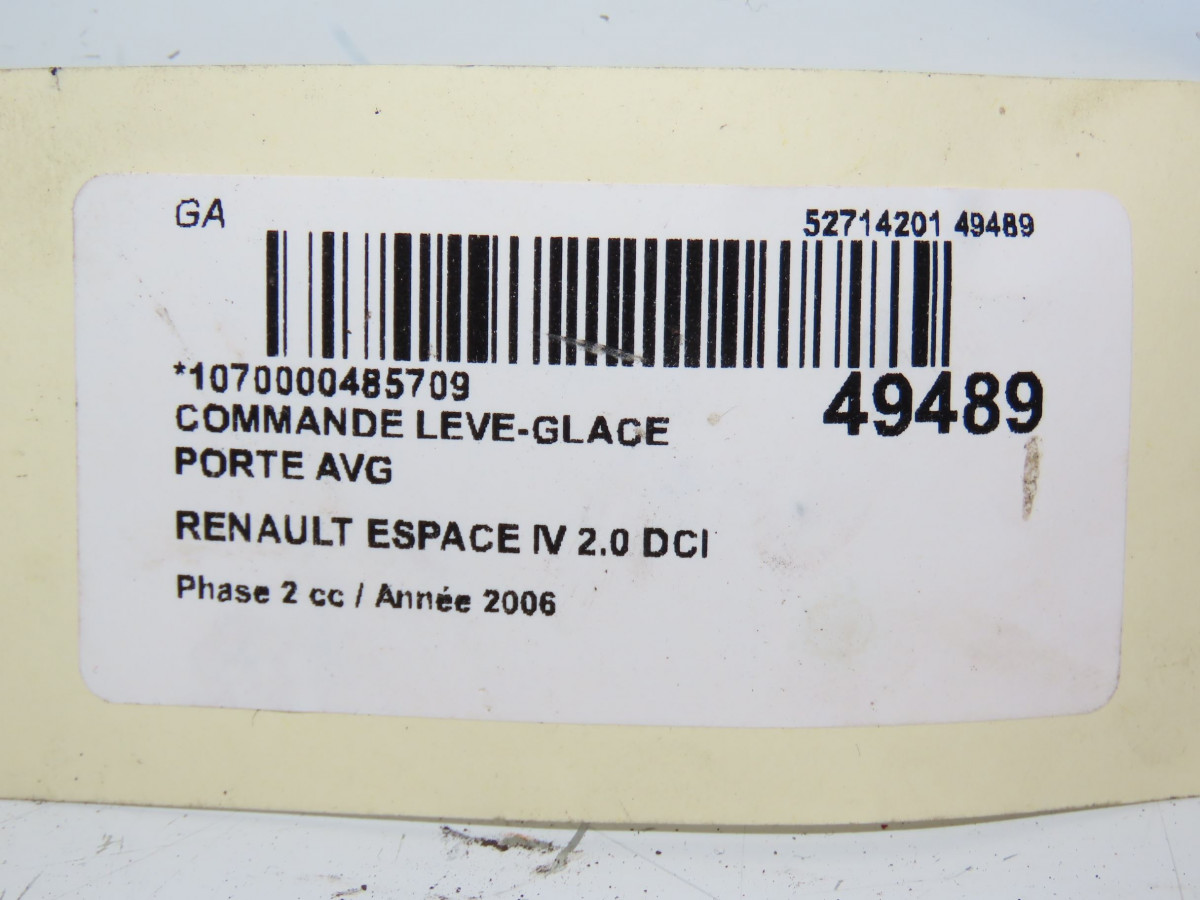 GA
52714201 49489
*1070000485709
49489
COMMANDE LEVE-GLACE
PORTE AVG
RENAULT ESPACE IV 2.0 DCI
Phase 2 cc / Année 2006